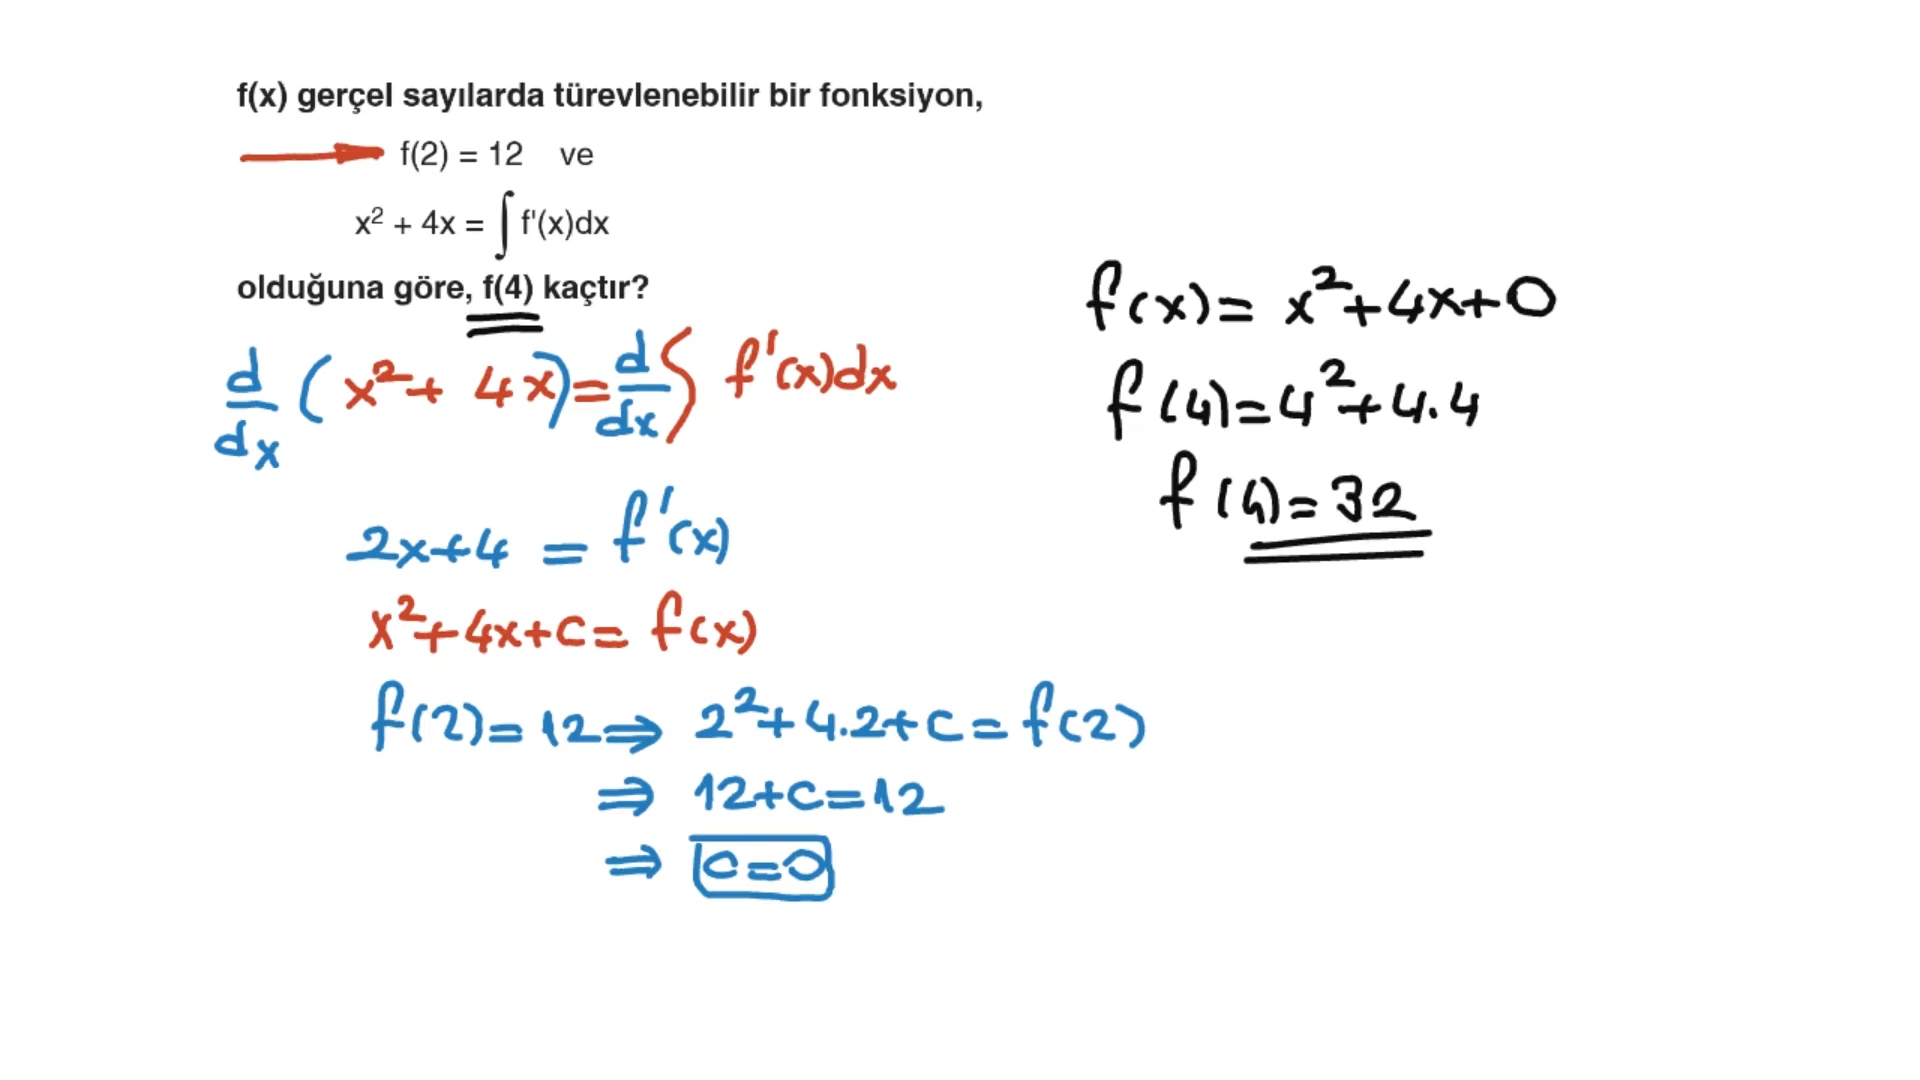 f(x) gerçel sayılarda türevlenebilir bir fonksiyon,
f(2) = 12 ve
x² + 4x = ∫ f'(x)dx
olduğuna göre, f(4) kaçtır?
d/dx (x² + 4x) = d/dx ∫ f'(x)dx
2x+4 = f'(x)
x²+4x+c = f(x)
f(2) = 12 ⇒ 2²+4.2+c = f(2)
⇒ 12+c = 12
⇒ c=0
f(x) = x²+4x+0
f(4) = 4²+4.4
f(4) = 32